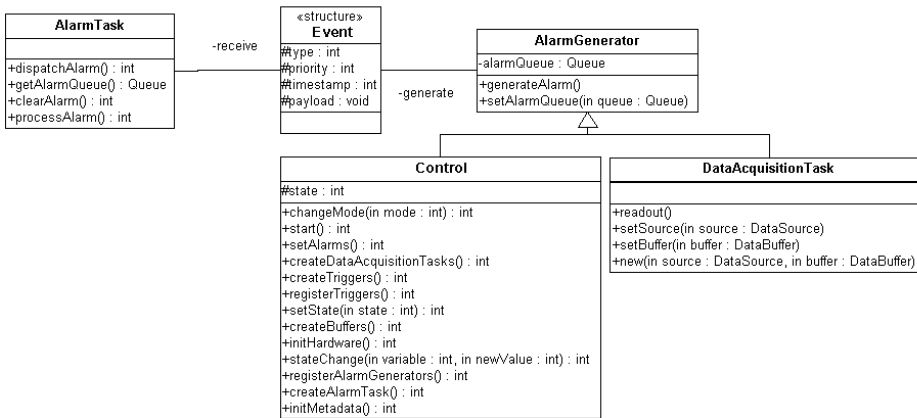 AlarmTask
+dispatchAlarm() : int
+getAlarmQueue() : Queue
+clearAlarm() : int
+processAlarm() : int
-receive
«structure»
Event
#type : int
#priority : int
#timestamp : int
#payload : void
-generate
AlarmGenerator
-alarmQueue : Queue
+generateAlarm()
+setAlarmQueue(in queue : Queue)
Control
#state : int
+changeMode(in mode : int) : int
+start() : int
+setAlarms() : int
+createDataAcquisitionTasks() : int
+createTriggers() : int
+registerTriggers() : int
+setState(in state : int) : int
+createBuffers() : int
+initHardware() : int
+stateChange(in variable : int, in newValue : int) : int
+registerAlarmGenerators() : int
+createAlarmTask() : int
+initMetadata() : int
DataAcquisitionTask
+readout()
+setSource(in source : DataSource)
+setBuffer(in buffer : DataBuffer)
+new(in source : DataSource, in buffer : DataBuffer)